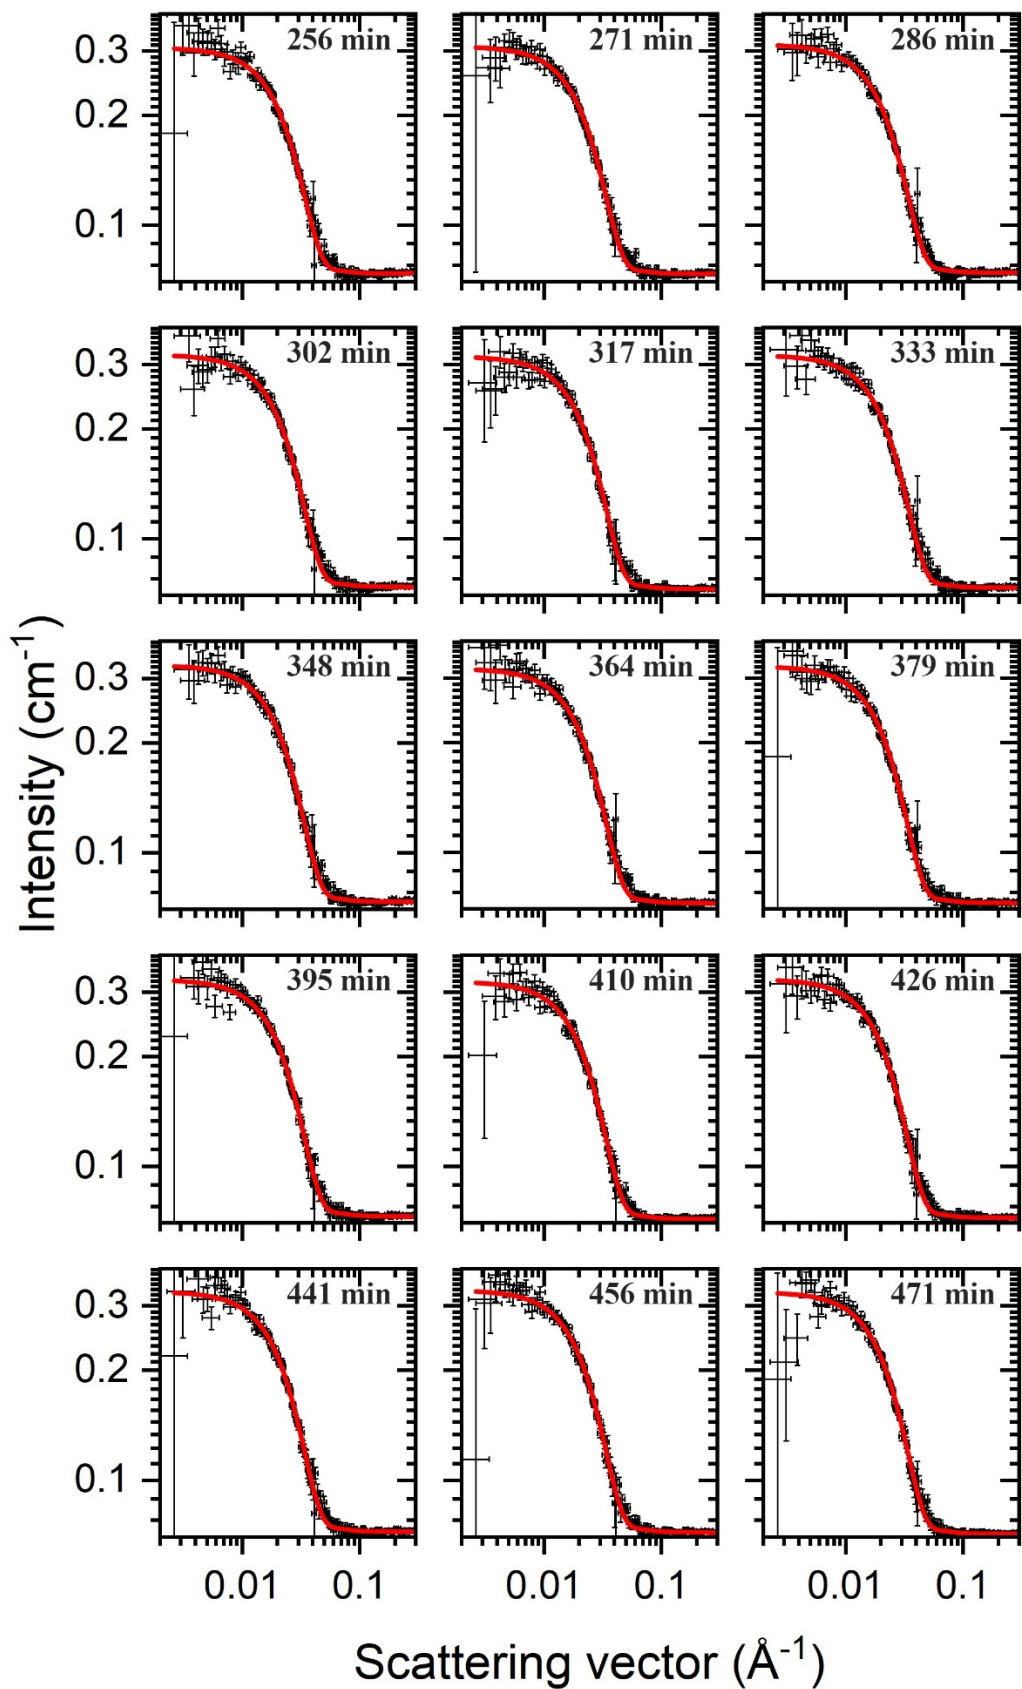 256 min
271 min
286 min
0.3
0.2
0.1
302 min
317 min
333 min
0.3
0.2
0.1
348 min
364 min
379 min
0.3
0.2
0.1
395 min
410 min
426 min
0.3
0.2
0.1
441 min
456 min
471 min
0.3
0.2
0.1
Intensity (cm⁻¹)
0.01 0.1 0.01 0.1 0.01 0.1
Scattering vector (Å⁻¹)